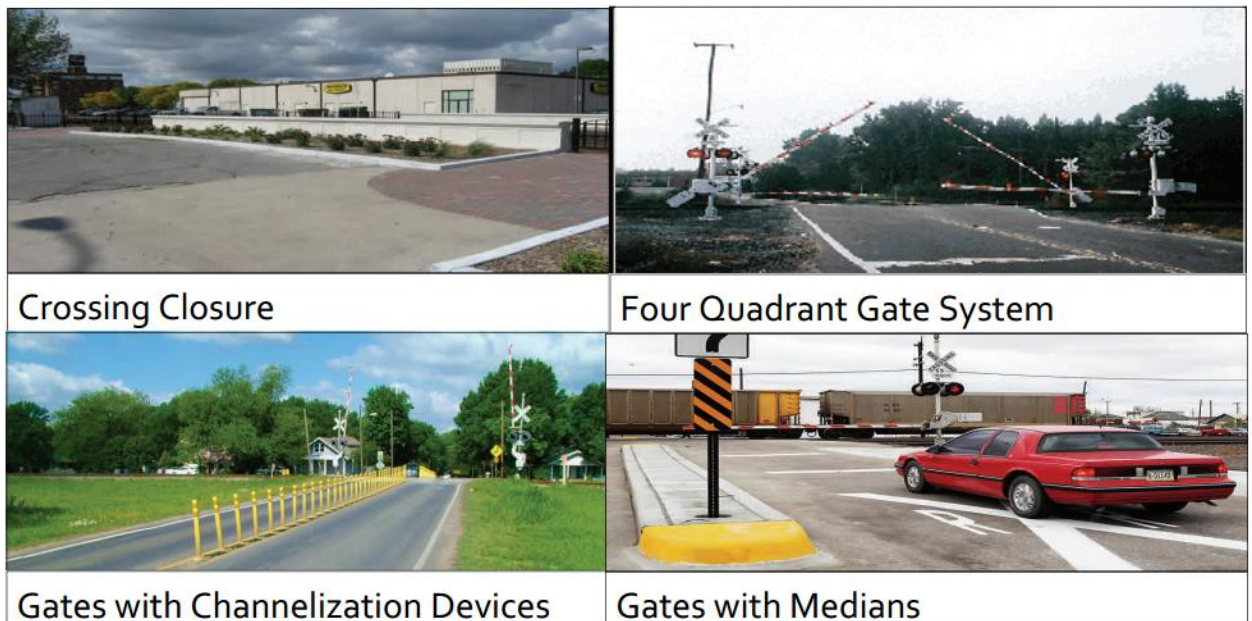 Crossing Closure
Four Quadrant Gate System
R
Gates with Channelization Devices
Gates with Medians